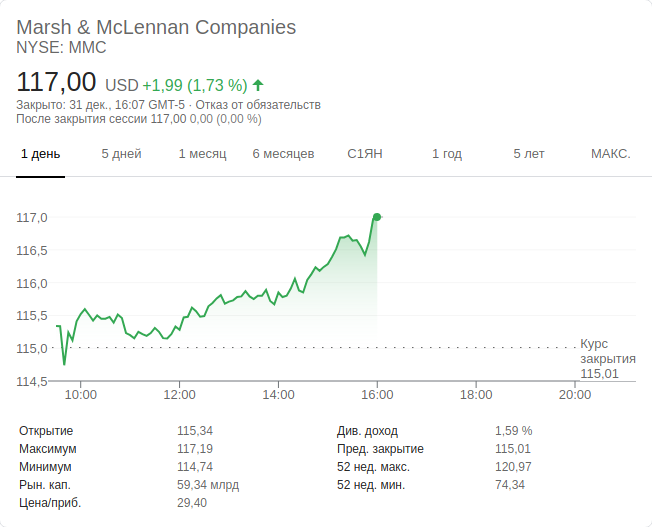 Marsh & McLennan Companies
NYSE: MMC
117,00 USD +1,99 (1,73 %)
Закрыто: 31 дек., 16:07 GMT-5 · Отказ от обязательств
После закрытия сессии 117,00 0,00 (0,00 %)
1 день 5 дней 1 месяц 6 месяцев С1ЯН 1 год 5 лет МАКС.
117,0
116,5
116,0
115,5
115,0
114,5
Курс
закрытия
115,01
10:00 12:00 14:00 16:00 18:00 20:00
Открытие 115,34 Див. доход 1,59 %
Максимум 117,19 Пред. закрытие 115,01
Минимум 114,74 52 нед. макс. 120,97
Рын. кап. 59,34 млрд 52 нед. мин. 74,34
Цена/приб. 29,40